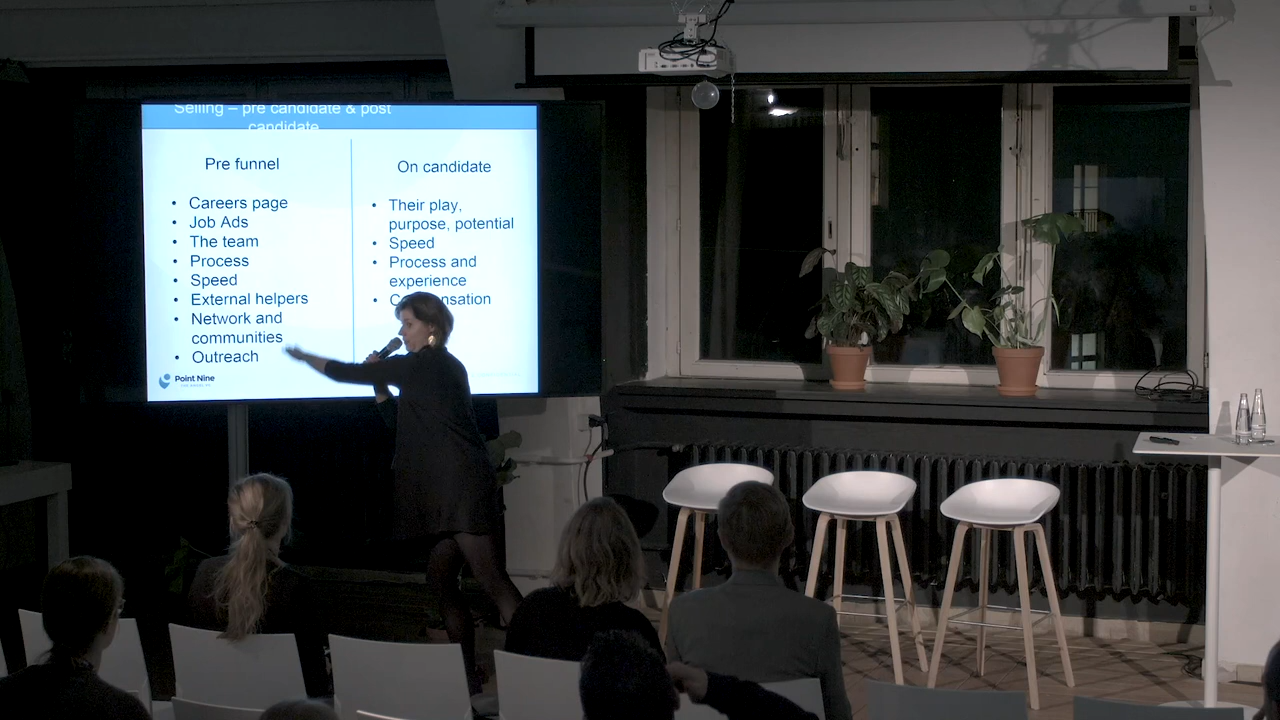 Selling – pre candidate & post
candidate
Pre funnel
• Careers page
• Job Ads
• The team
• Process
• Speed
• External helpers
• Network and
communities
• Outreach
On candidate
• Their play,
purpose, potential
• Speed
• Process and
experience
Point Nine